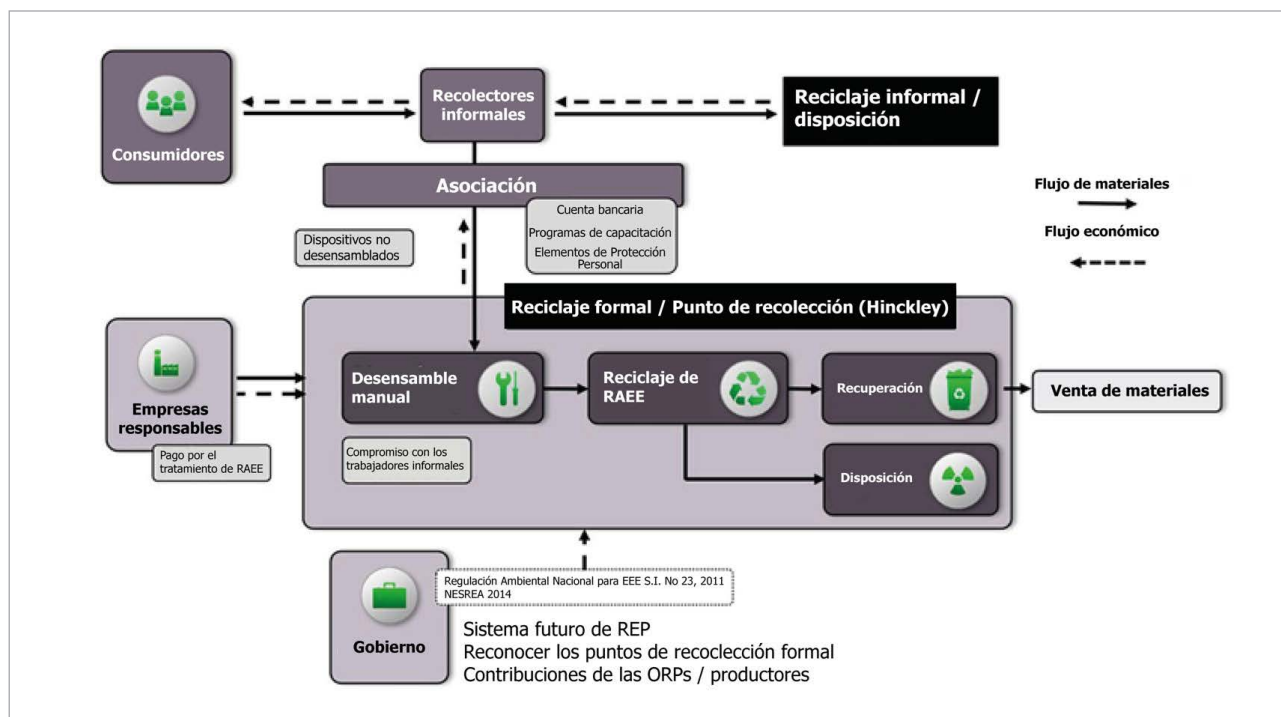 Consumidores
Recolectores
informales
Reciclaje informal /
disposición
Asociación
Cuenta bancaria
Programas de capacitación
Elementos de Protección
Personal
Dispositivos no
desensamblados
Flujo de materiales
Flujo económico
Reciclaje formal / Punto de recolección (Hinckley)
Empresas
responsables
Pago por el
tratamiento de RAEE
Desensamble
manual
Compromiso con los
trabajadores informales
Reciclaje de
RAEE
Recuperación
Disposición
Venta de materiales
Gobierno
Regulación Ambiental Nacional para EEE S.I. No 23, 2011
NESREA 2014
Sistema futuro de REP
Reconocer los puntos de recoclección formal
Contribuciones de las ORPs / productores